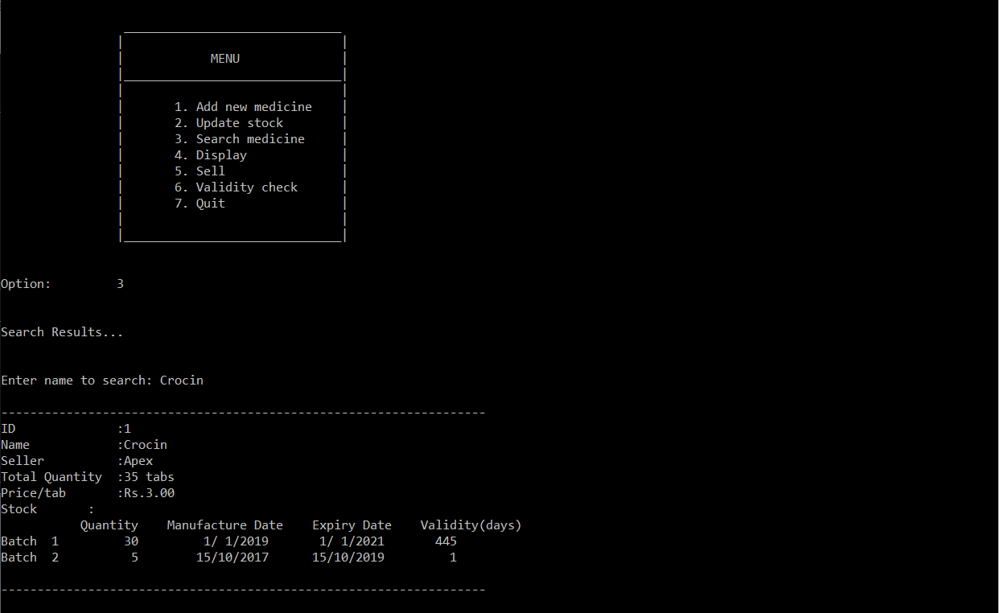 MENU
1. Add new medicine
2. Update stock
3. Search medicine
4. Display
5. Sell
6. Validity check
7. Quit
Option:         3
Search Results...
Enter name to search: Crocin
-------------------------------------------------------------------
ID              :1
Name            :Crocin
Seller          :Apex
Total Quantity  :35 tabs
Price/tab       :Rs.3.00
Stock       :
           Quantity    Manufacture Date    Expiry Date    Validity(days)
Batch  1         30         1/ 1/2019       1/ 1/2021       445
Batch  2          5        15/10/2017      15/10/2019         1
-------------------------------------------------------------------